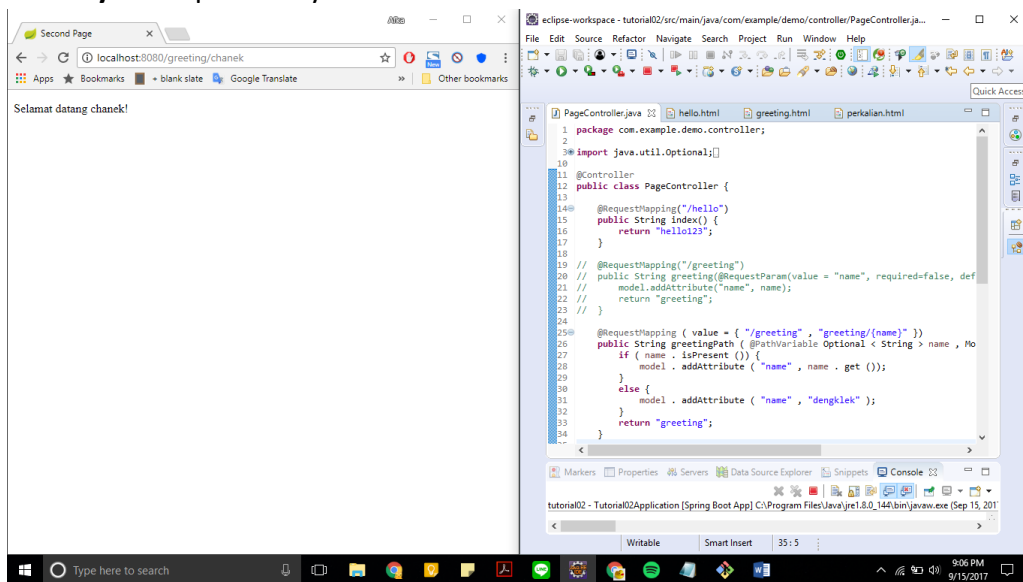 Afika
Second Page
localhost:8080/greeting/chanek
Apps Bookmarks + blank slate Google Translate » Other bookmarks
New
Selamat datang chanek!
eclipse-workspace - tutorial02/src/main/java/com/example/demo/controller/PageController.ja...
File Edit Source Refactor Navigate Search Project Run Window Help
Quick Access
PageController.java hello.html greeting.html perkalian.html
1 package com.example.demo.controller;
2
3 import java.util.Optional;
10
11 @Controller
12 public class PageController {
13
14 @RequestMapping("/hello")
15 public String index() {
16 return "hello123";
17 }
18
19 // @RequestMapping("/greeting")
20 // public String greeting(@RequestParam(value = "name", required=false, def
21 // model.addAttribute("name", name);
22 // return "greeting";
23 // }
24
25 @RequestMapping ( value = { "/greeting" , "greeting/{name}" })
26 public String greetingPath ( @PathVariable Optional < String > name , Mo
27 if ( name . isPresent ()) {
28 model . addAttribute ( "name" , name . get ());
29 }
30 else {
31 model . addAttribute ( "name" , "dengklek" );
32 }
33 return "greeting";
34 }
Markers Properties Servers Data Source Explorer Snippets Console
tutorial02 - Tutorial02Application [Spring Boot App] C:\Program Files\Java\jre1.8.0_144\bin\javaw.exe (Sep 15, 201
Writable Smart Insert 35 : 5
Type here to search
9:06 PM
9/15/2017